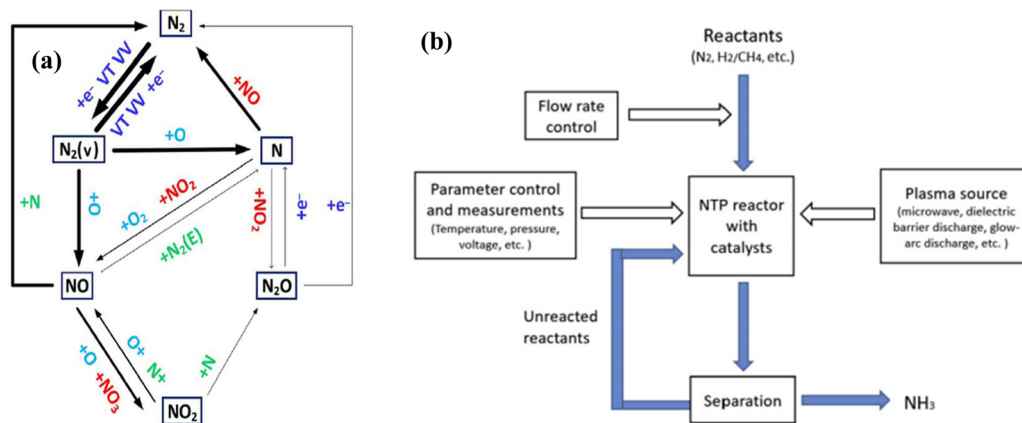 (a)
N₂
+e⁻ VT VV
VT VV +e⁻
+NO
N₂(v)
+O
N
+N
+O
+O₂ +NO₂
+N₂(E)
+NO₂
+e⁻
+e⁻
NO
N₂O
+O
+NO₃
O+
N+
+N
NO₂
(b)
Reactants
(N₂, H₂/CH₄, etc.)
Flow rate
control
Parameter control
and measurements
(Temperature, pressure,
voltage, etc. )
NTP reactor
with
catalysts
Plasma source
(microwave, dielectric
barrier discharge, glow-
arc discharge, etc. )
Unreacted
reactants
Separation
NH₃